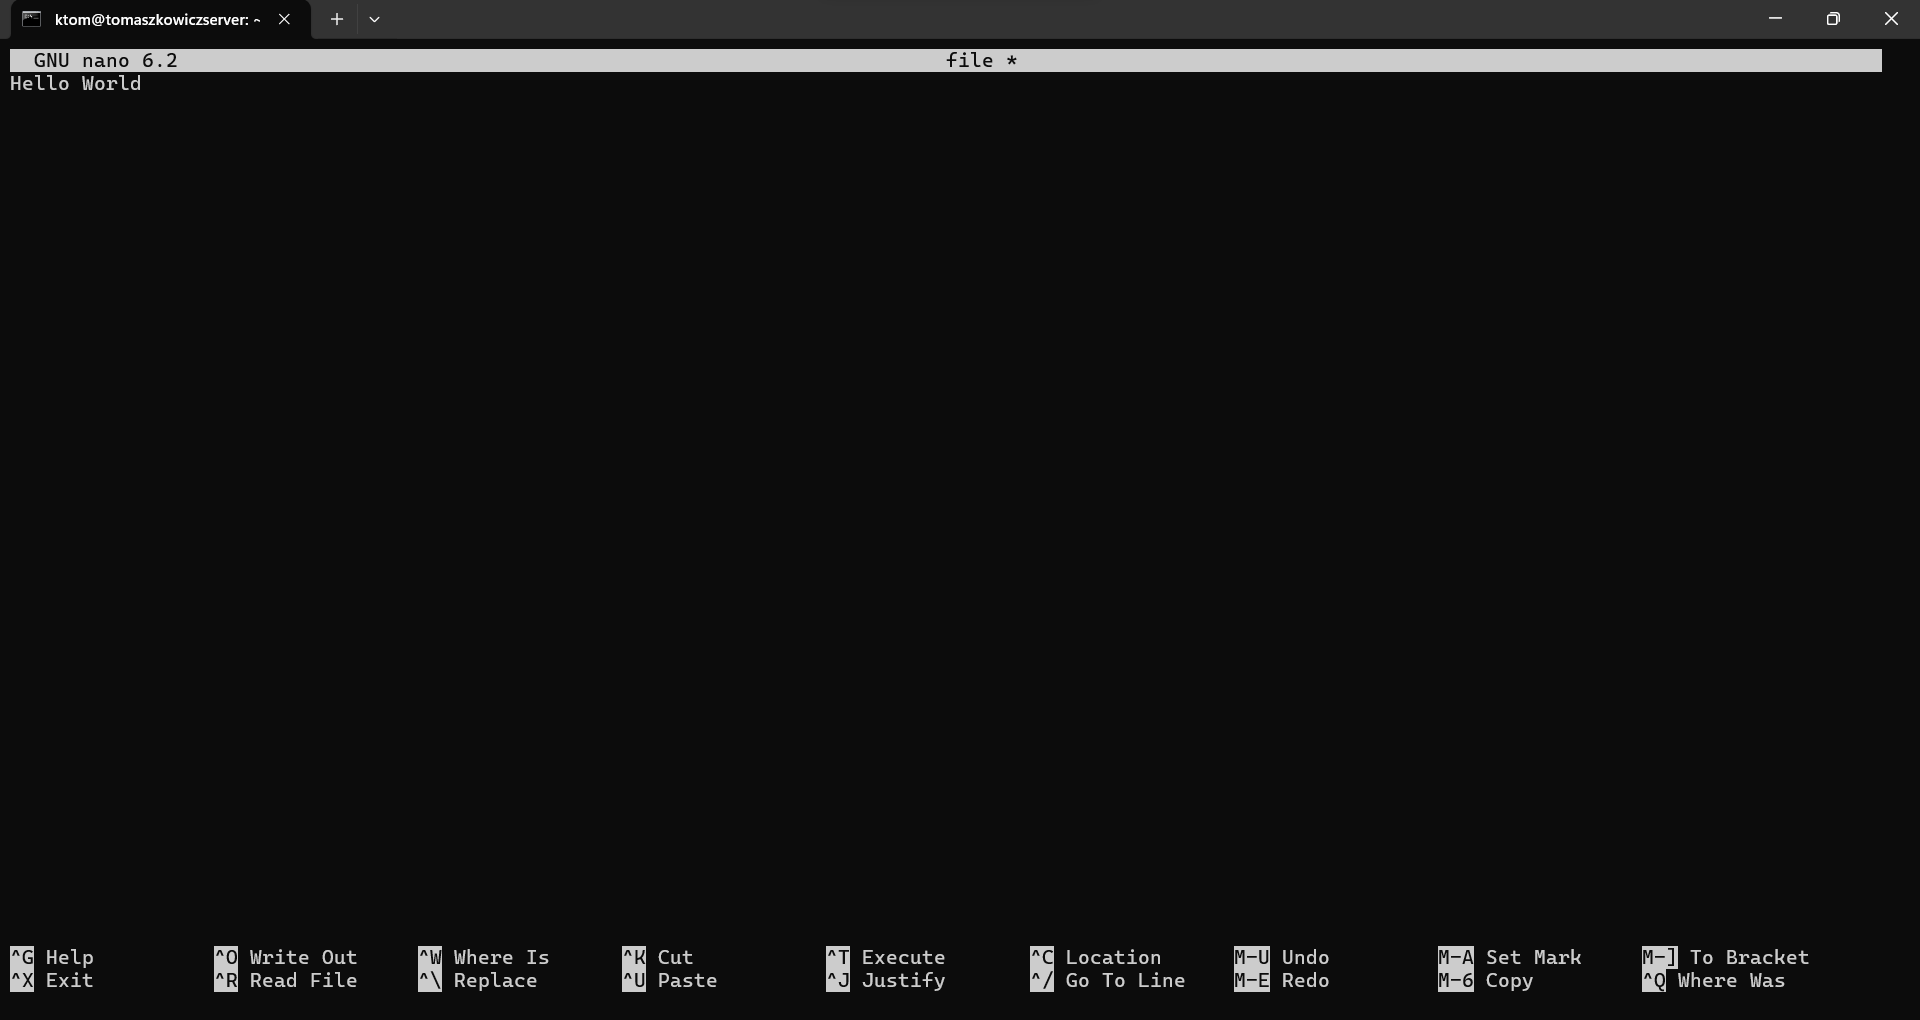 ktom@tomaszkowiczserver: ~
GNU nano 6.2 file *
Hello World
^G Help ^O Write Out ^W Where Is ^K Cut ^T Execute ^C Location M-U Undo M-A Set Mark M-] To Bracket
^X Exit ^R Read File ^\ Replace ^U Paste ^J Justify ^/ Go To Line M-E Redo M-6 Copy ^Q Where Was